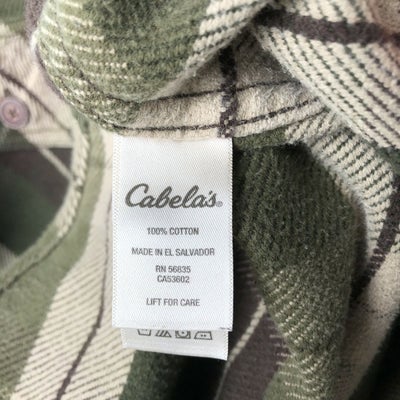 Cabela's®
100% COTTON
MADE IN EL SALVADOR
RN 56835
CA53602
LIFT FOR CARE